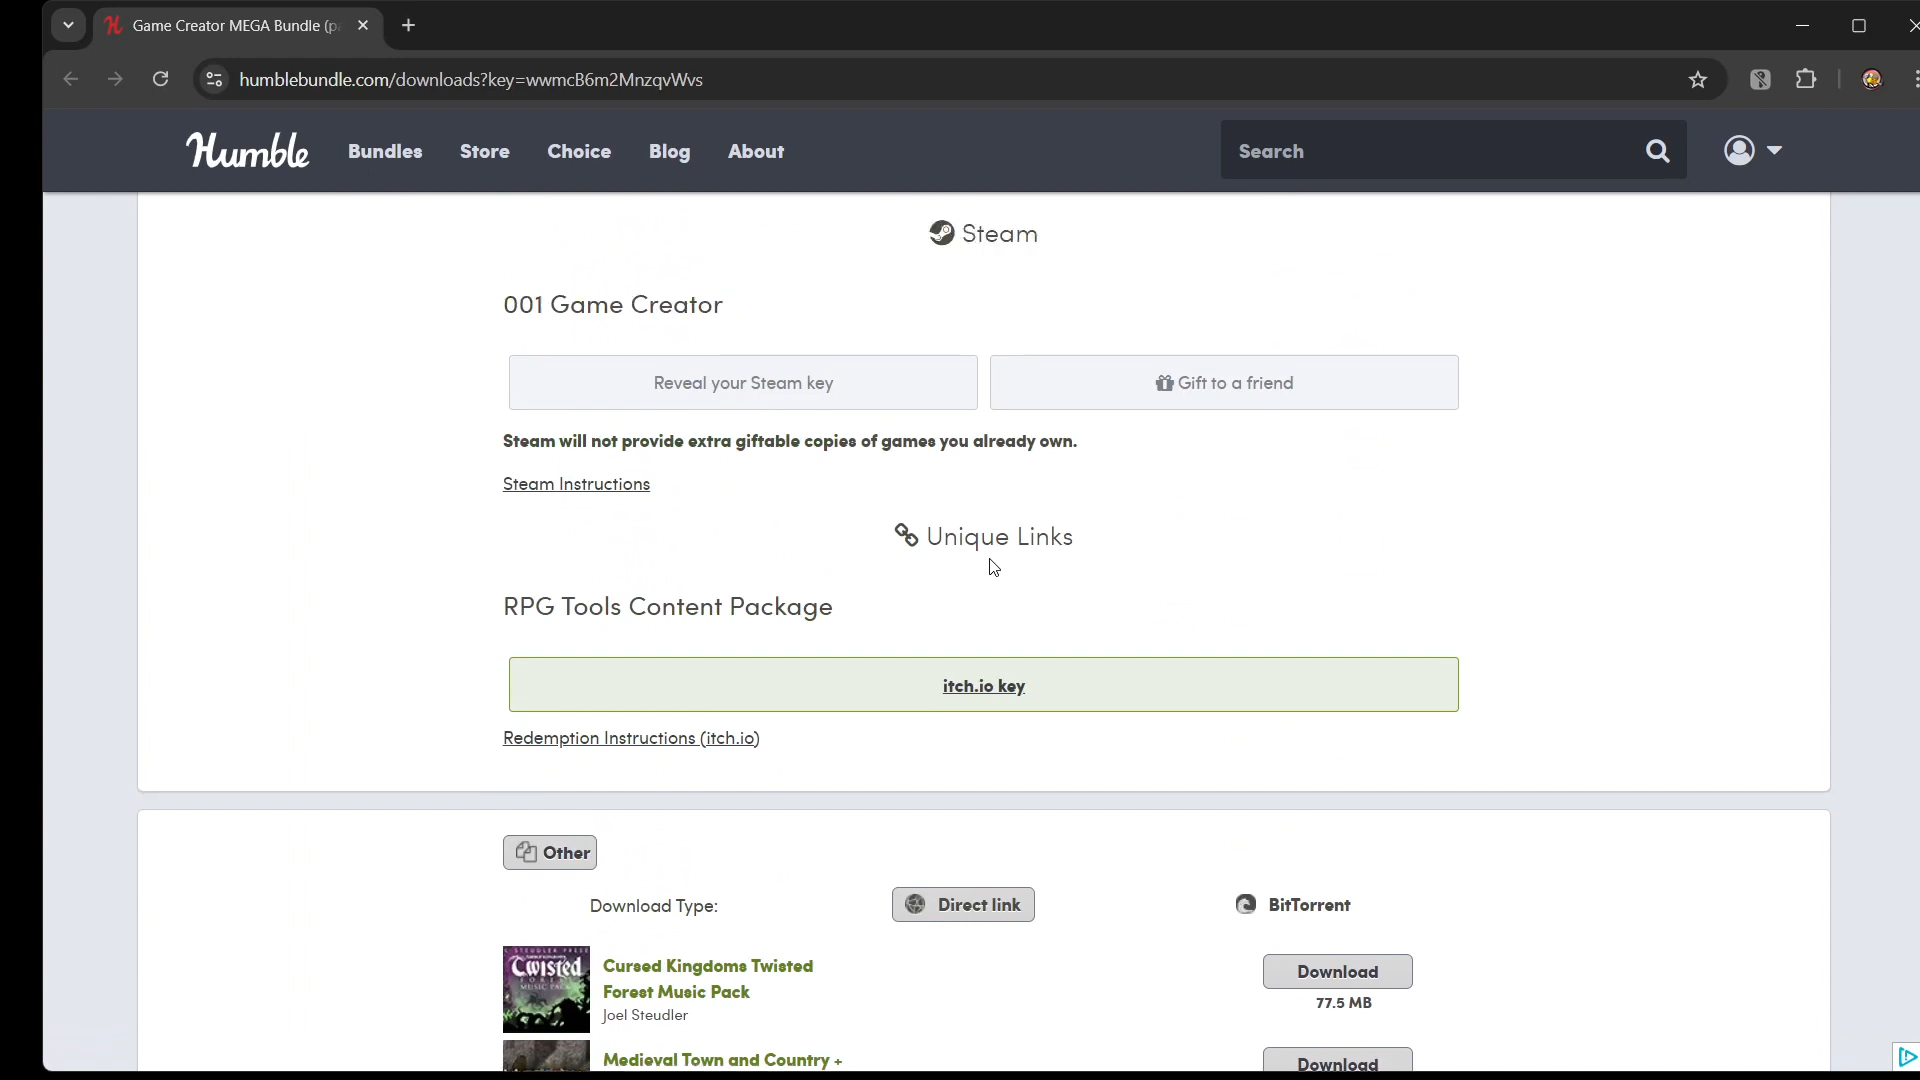 Game Creator MEGA Bundle (pa
humblebundle.com/downloads?key=wwmcB6m2MnzqvWvs
Humble
Bundles
Store
Choice
Blog
About
Search
Steam
001 Game Creator
Reveal your Steam key
Gift to a friend
Steam will not provide extra giftable copies of games you already own.
Steam Instructions
Unique Links
RPG Tools Content Package
itch.io key
Redemption Instructions (itch.io)
Other
Download Type:
Direct link
BitTorrent
Twisted
Cursed Kingdoms Twisted
Forest Music Pack
Joel Steudler
Download
77.5 MB
Medieval Town and Country +
Download